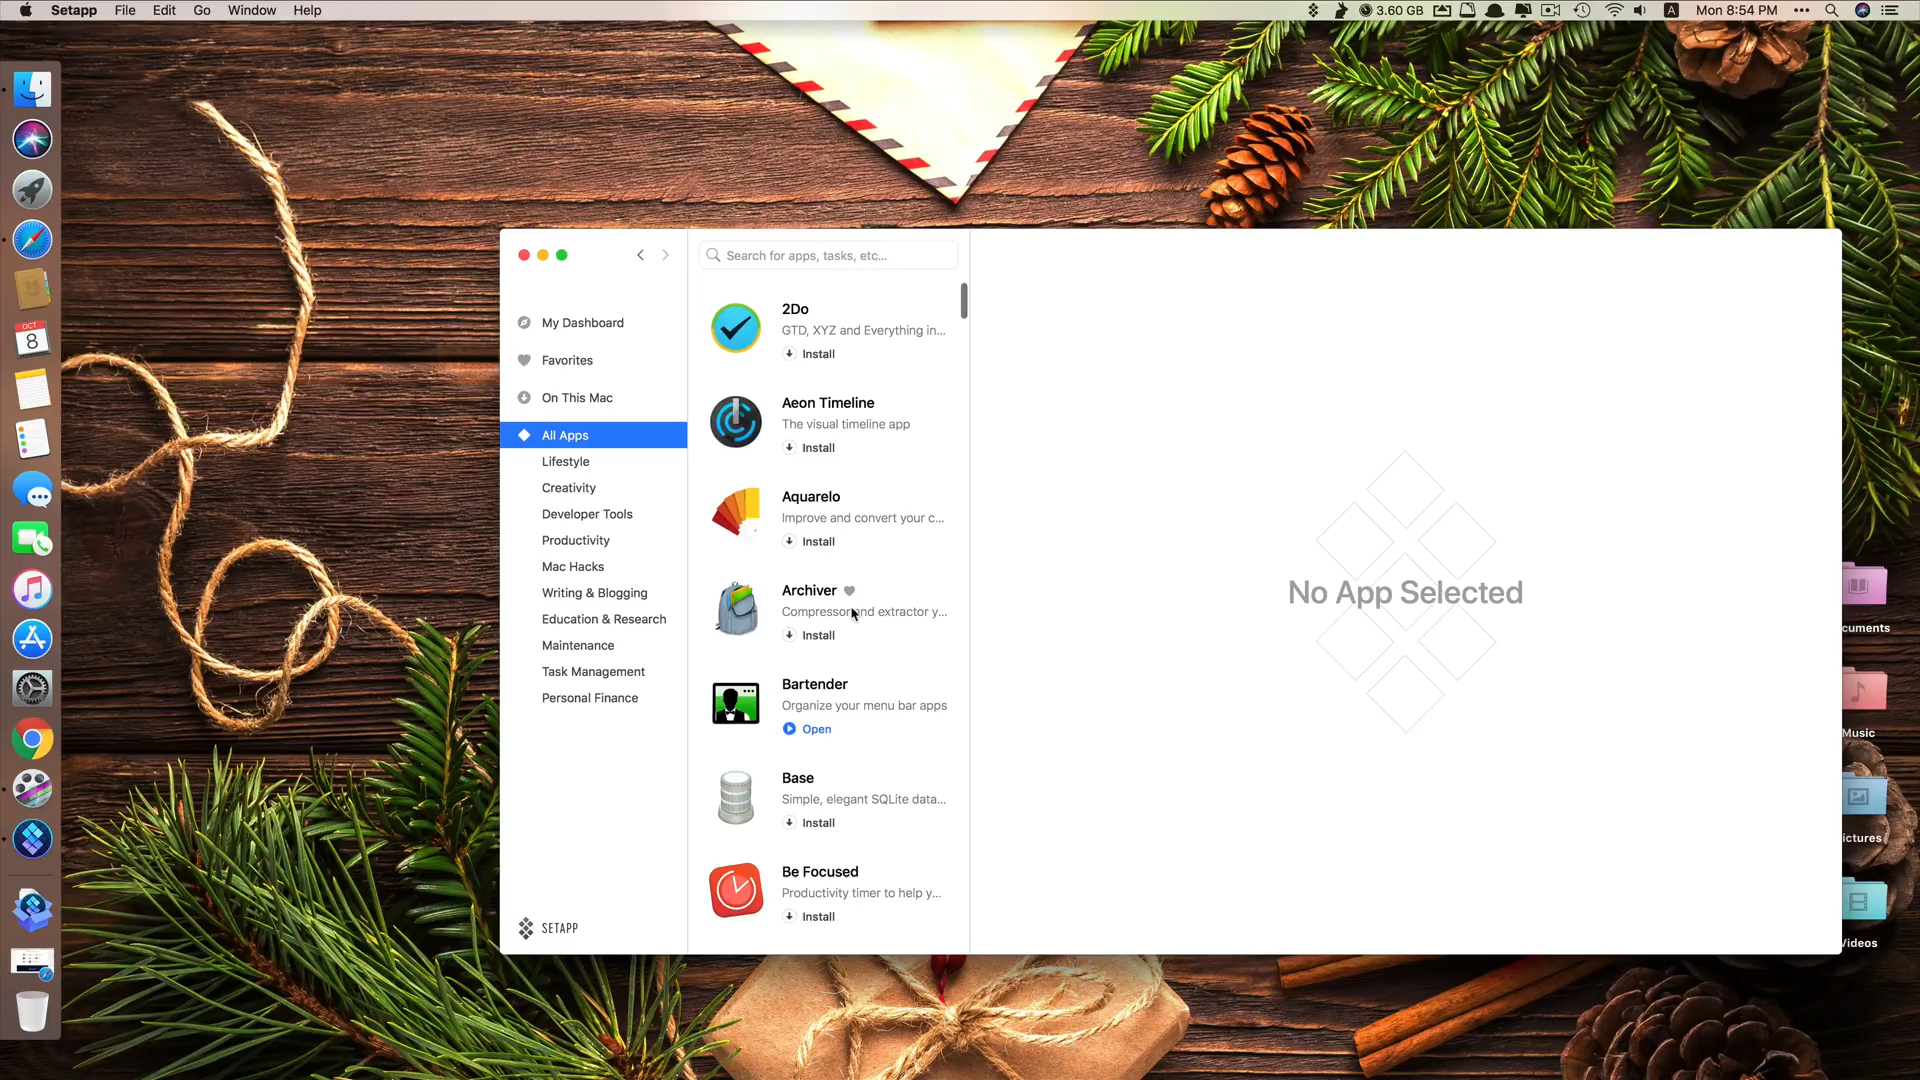 Setapp File Edit Go Window Help
3.60 GB A Mon 8:54 PM
OCT
8
Search for apps, tasks, etc...
My Dashboard
Favorites
On This Mac
All Apps
Lifestyle
Creativity
Developer Tools
Productivity
Mac Hacks
Writing & Blogging
Education & Research
Maintenance
Task Management
Personal Finance
SETAPP
2Do
GTD, XYZ and Everything in...
Install
Aeon Timeline
The visual timeline app
Install
Aquarelo
Improve and convert your c...
Install
Archiver
Compressor and extractor y...
Install
Bartender
Organize your menu bar apps
Open
Base
Simple, elegant SQLite data...
Install
Be Focused
Productivity timer to help y...
Install
No App Selected
cuments
Music
ictures
Videos